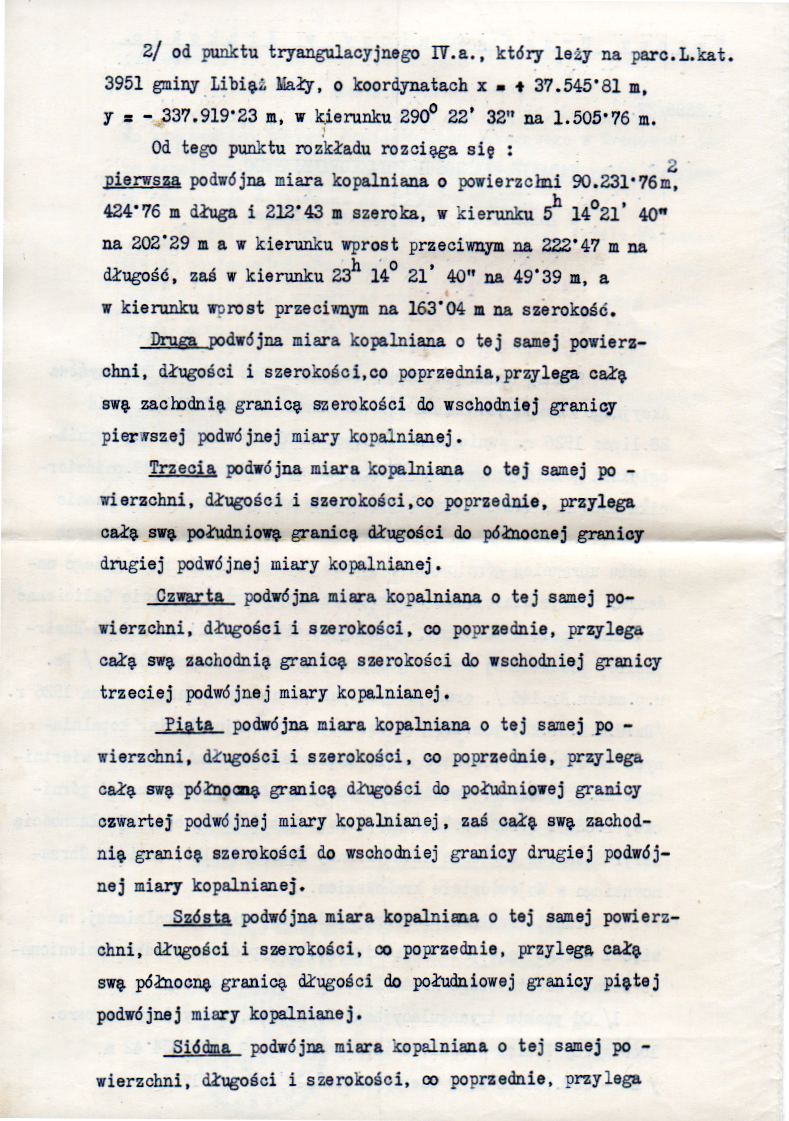 2/ od punktu tryangulacyjnego IV.a., który leży na parc.L.kat.
3951 gminy Libiąż Mały, o koordynatach x = + 37.545'81 m,
y = - 337.919'23 m, w kierunku 290° 22' 32" na 1.505'76 m.
Od tego punktu rozkładu rozciąga się :
pierwsza podwójna miara kopalniana o powierzchni 90.231'76 m²,
424'76 m długa i 212'43 m szeroka, w kierunku 5ʰ 14°21' 40"
na 202'29 m a w kierunku wprost przeciwnym na 222'47 m na
długość, zaś w kierunku 23ʰ 14° 21' 40" na 49'39 m, a
w kierunku wprost przeciwnym na 163'04 m na szerokość.
Druga podwójna miara kopalniana o tej samej powierz-
chni, długości i szerokości,co poprzednia,przylega całą
swą zachodnią granicą szerokości do wschodniej granicy
pierwszej podwójnej miary kopalnianej.
Trzecia podwójna miara kopalniana o tej samej po -
wierzchni, długości i szerokości,co poprzednie, przylega
całą swą południową granicą długości do północnej granicy
drugiej podwójnej miary kopalnianej.
Czwarta podwójna miara kopalniana o tej samej po-
wierzchni, długości i szerokości, co poprzednie, przylega
całą swą zachodnią granicą szerokości do wschodniej granicy
trzeciej podwójnej miary kopalnianej.
Piąta podwójna miara kopalniana o tej samej po -
wierzchni, długości i szerokości, co poprzednie, przylega
całą swą północną granicą długości do południowej granicy
czwartej podwójnej miary kopalnianej, zaś całą swą zachod-
nią granicą szerokości do wschodniej granicy drugiej podwój-
nej miary kopalnianej.
Szósta podwójna miara kopalniana o tej samej powierz-
chni, długości i szerokości, co poprzednie, przylega całą
swą północną granicą długości do południowej granicy piątej
podwójnej miary kopalnianej.
Siódma podwójna miara kopalniana o tej samej po -
wierzchni, długości i szerokości, co poprzednie, przylega